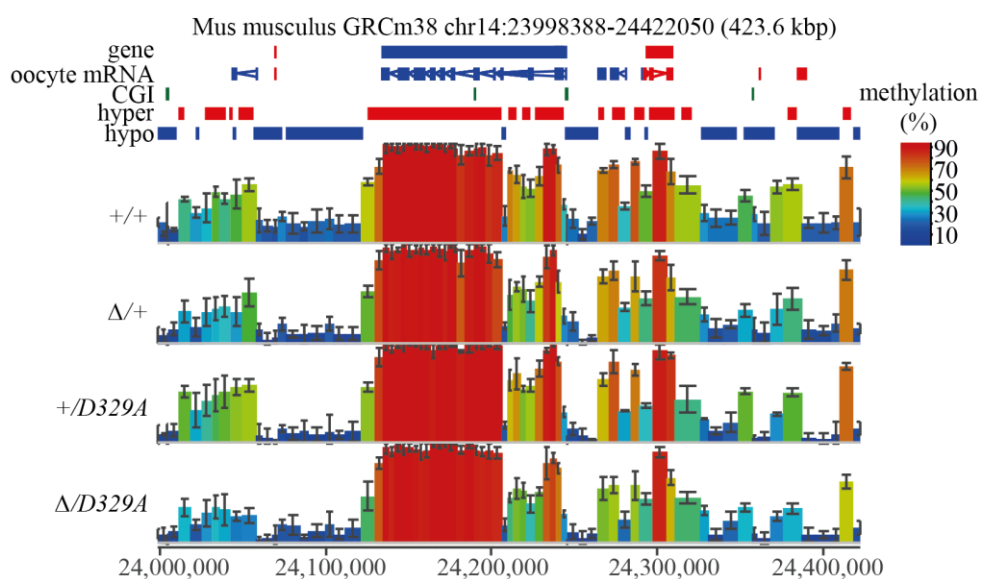 Mus musculus GRCm38 chr14:23998388-24422050 (423.6 kbp)
gene
oocyte mRNA
CGI
hyper
hypo
methylation
(%)
90
70
50
30
10
+/+
Δ/+
+/D329A
Δ/D329A
24,000,000 24,100,000 24,200,000 24,300,000 24,400,000